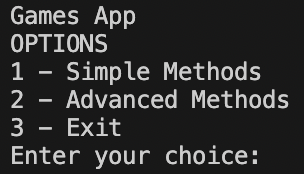 Games App
OPTIONS
1 - Simple Methods
2 - Advanced Methods
3 - Exit
Enter your choice: